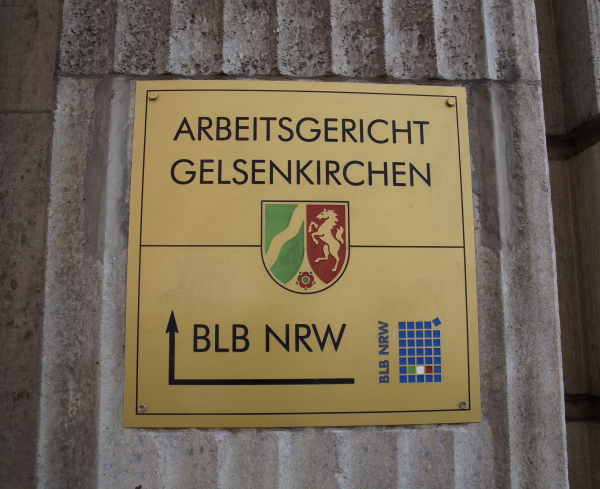 ARBEITSGERICHT
GELSENKIRCHEN
BLB NRW
BLB NRW